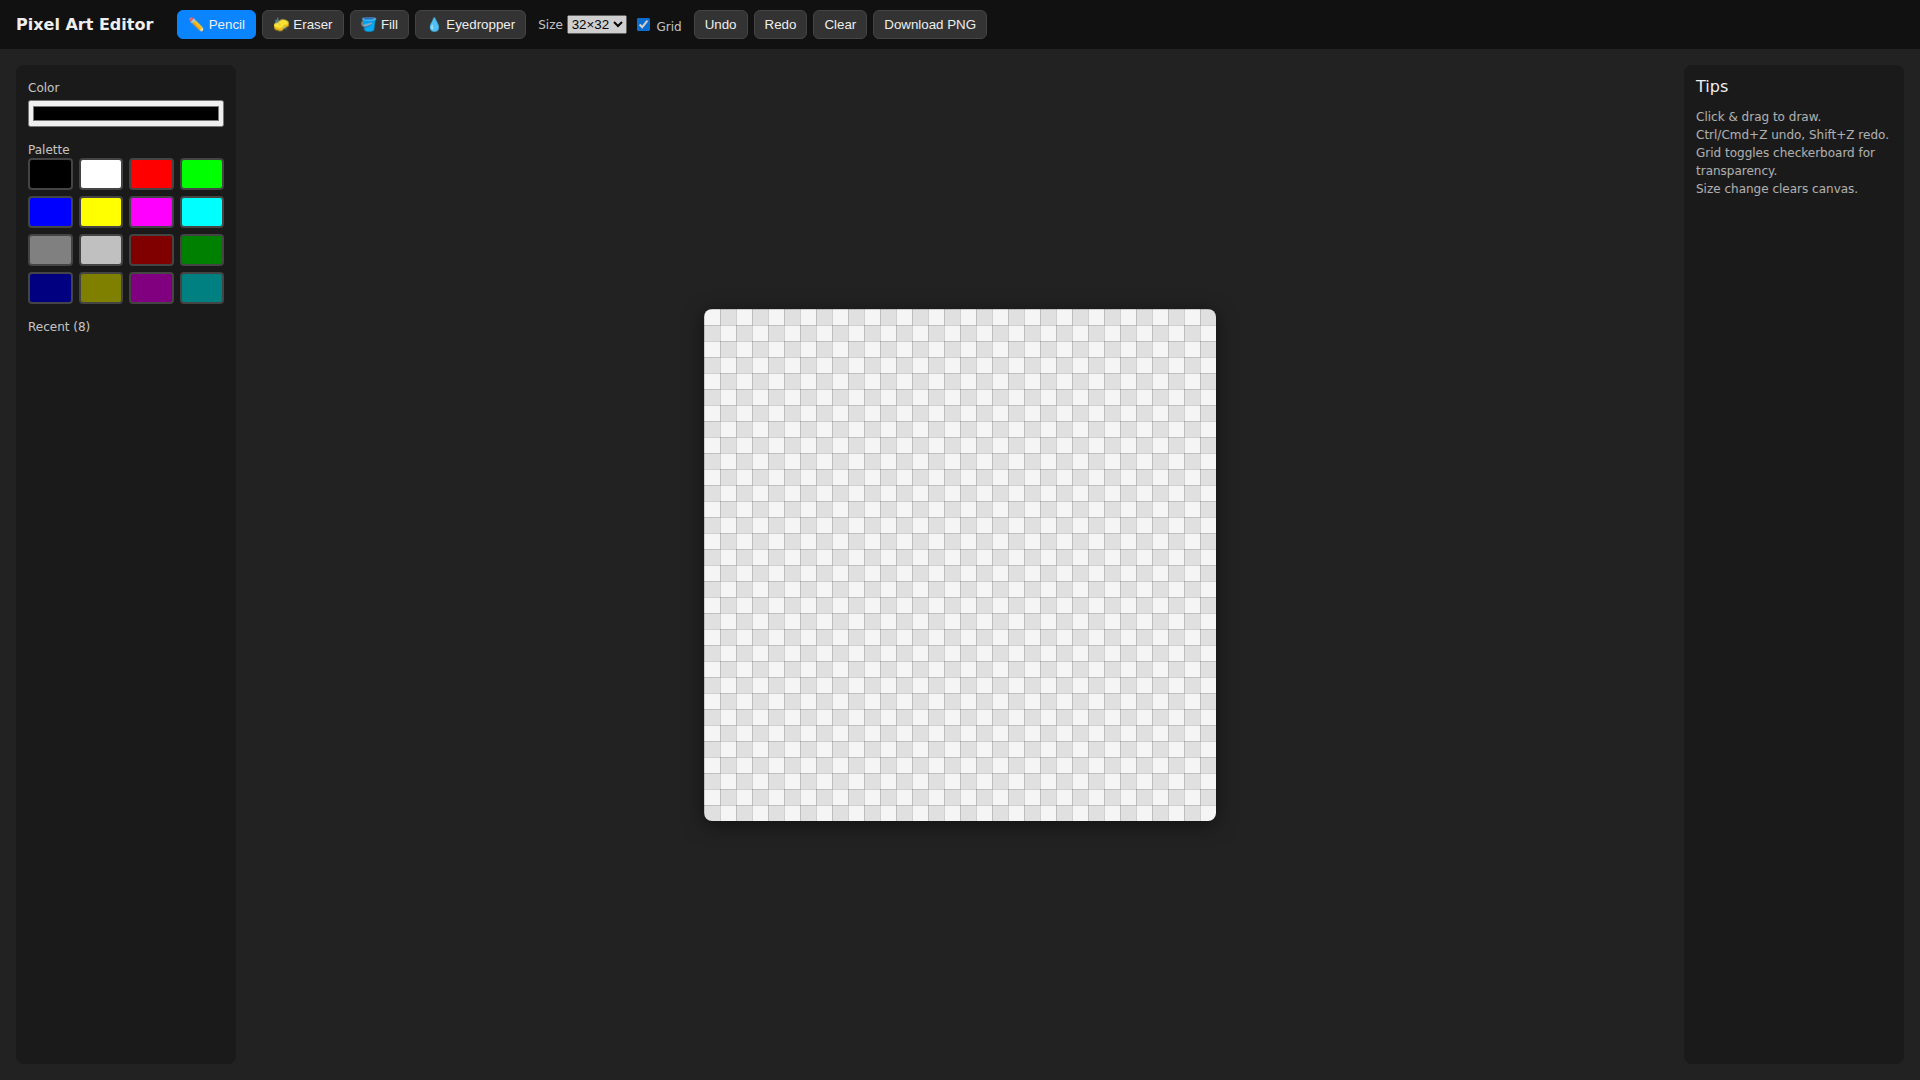 Pixel Art Editor
✏️ Pencil
🧽 Eraser
🪣 Fill
💧 Eyedropper
Size
32×32
Grid
Undo
Redo
Clear
Download PNG
Color
Palette
Recent (8)
Tips
Click & drag to draw.
Ctrl/Cmd+Z undo, Shift+Z redo.
Grid toggles checkerboard for
transparency.
Size change clears canvas.